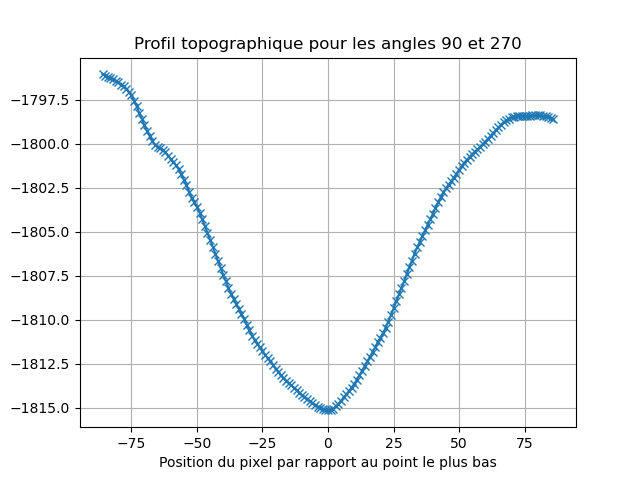 Profil topographique pour les angles 90 et 270
−1797.5
−1800.0
−1802.5
−1805.0
−1807.5
−1810.0
−1812.5
−1815.0
−75 −50 −25 0 25 50 75
Position du pixel par rapport au point le plus bas